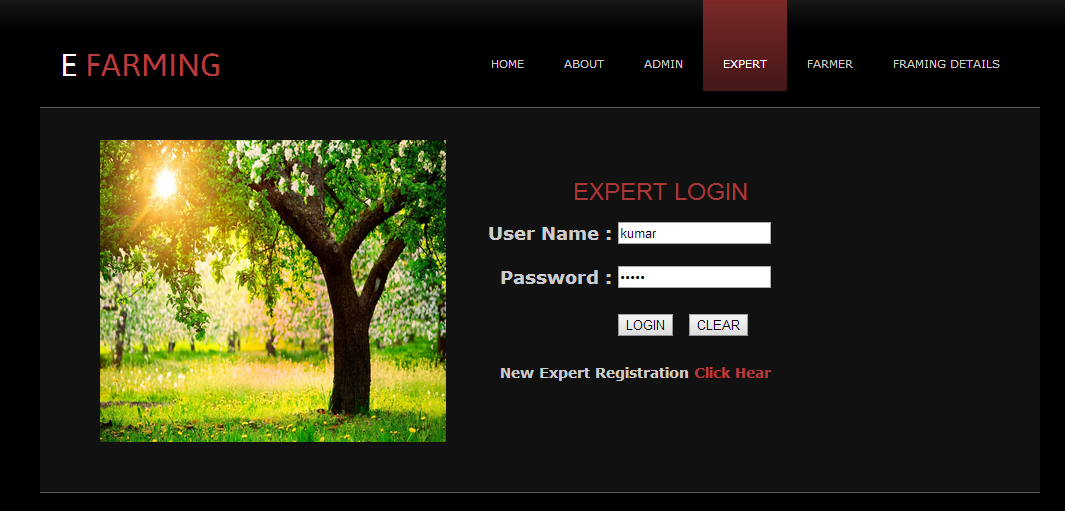 E FARMING
HOME ABOUT ADMIN EXPERT FARMER FRAMING DETAILS
EXPERT LOGIN
User Name : kumar
Password : •••••
LOGIN CLEAR
New Expert Registration Click Hear